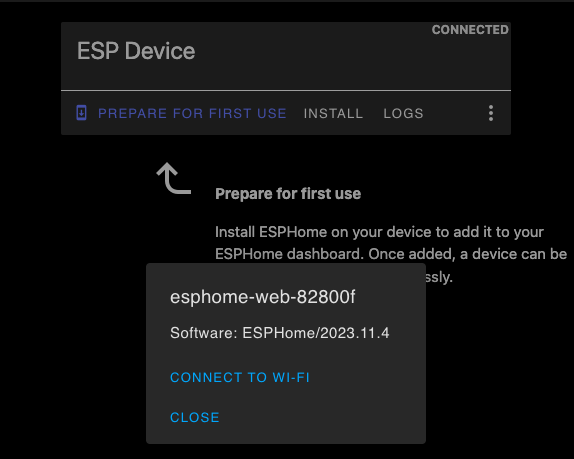 CONNECTED
ESP Device
PREPARE FOR FIRST USE INSTALL LOGS
Prepare for first use
Install ESPHome on your device to add it to your
ESPHome dashboard. Once added, a device can be
esphome-web-82800f
Software: ESPHome/2023.11.4
CONNECT TO WI-FI
CLOSE